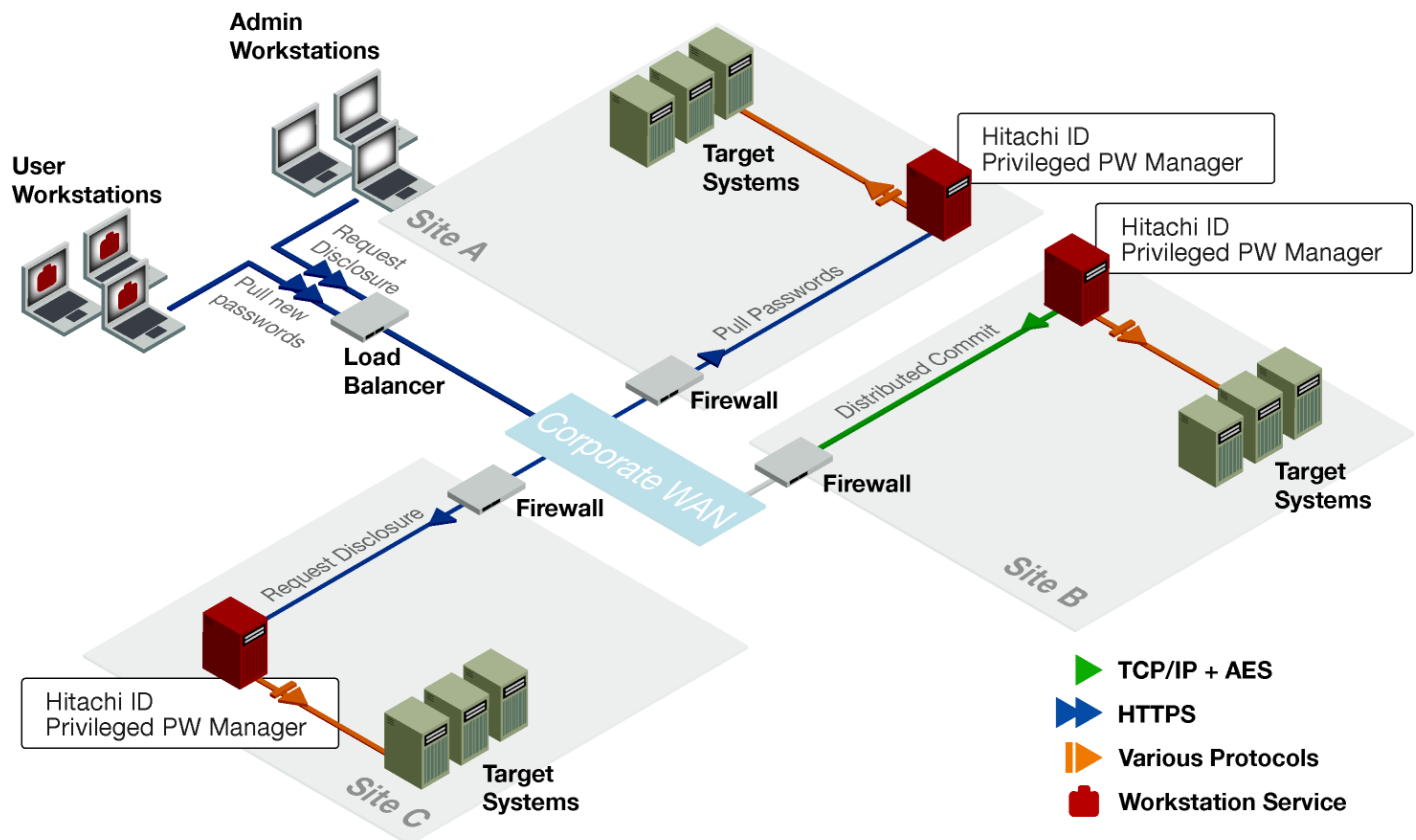 Admin
Workstations
User
Workstations
Request
Disclosure
Pull new
passwords
Load
Balancer
Site A
Target
Systems
Hitachi ID
Privileged PW Manager
Pull Passwords
Firewall
Hitachi ID
Privileged PW Manager
Distributed Commit
Firewall
Target
Systems
Site B
Corporate WAN
Firewall
Request Disclosure
Hitachi ID
Privileged PW Manager
Target
Systems
Site C
TCP/IP + AES
HTTPS
Various Protocols
Workstation Service